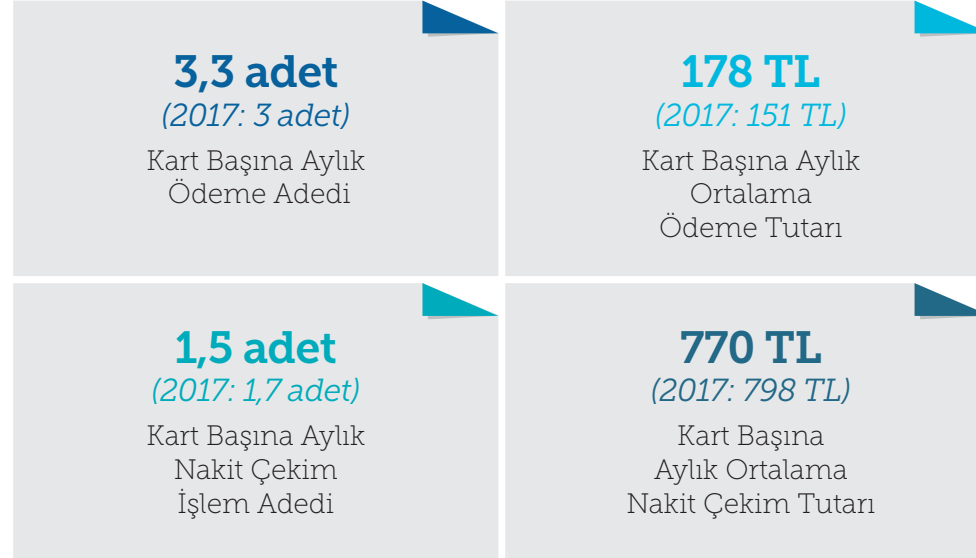 3,3 adet
(2017: 3 adet)
Kart Başına Aylık
Ödeme Adedi
178 TL
(2017: 151 TL)
Kart Başına Aylık
Ortalama
Ödeme Tutarı
1,5 adet
(2017: 1,7 adet)
Kart Başına Aylık
Nakit Çekim
İşlem Adedi
770 TL
(2017: 798 TL)
Kart Başına
Aylık Ortalama
Nakit Çekim Tutarı